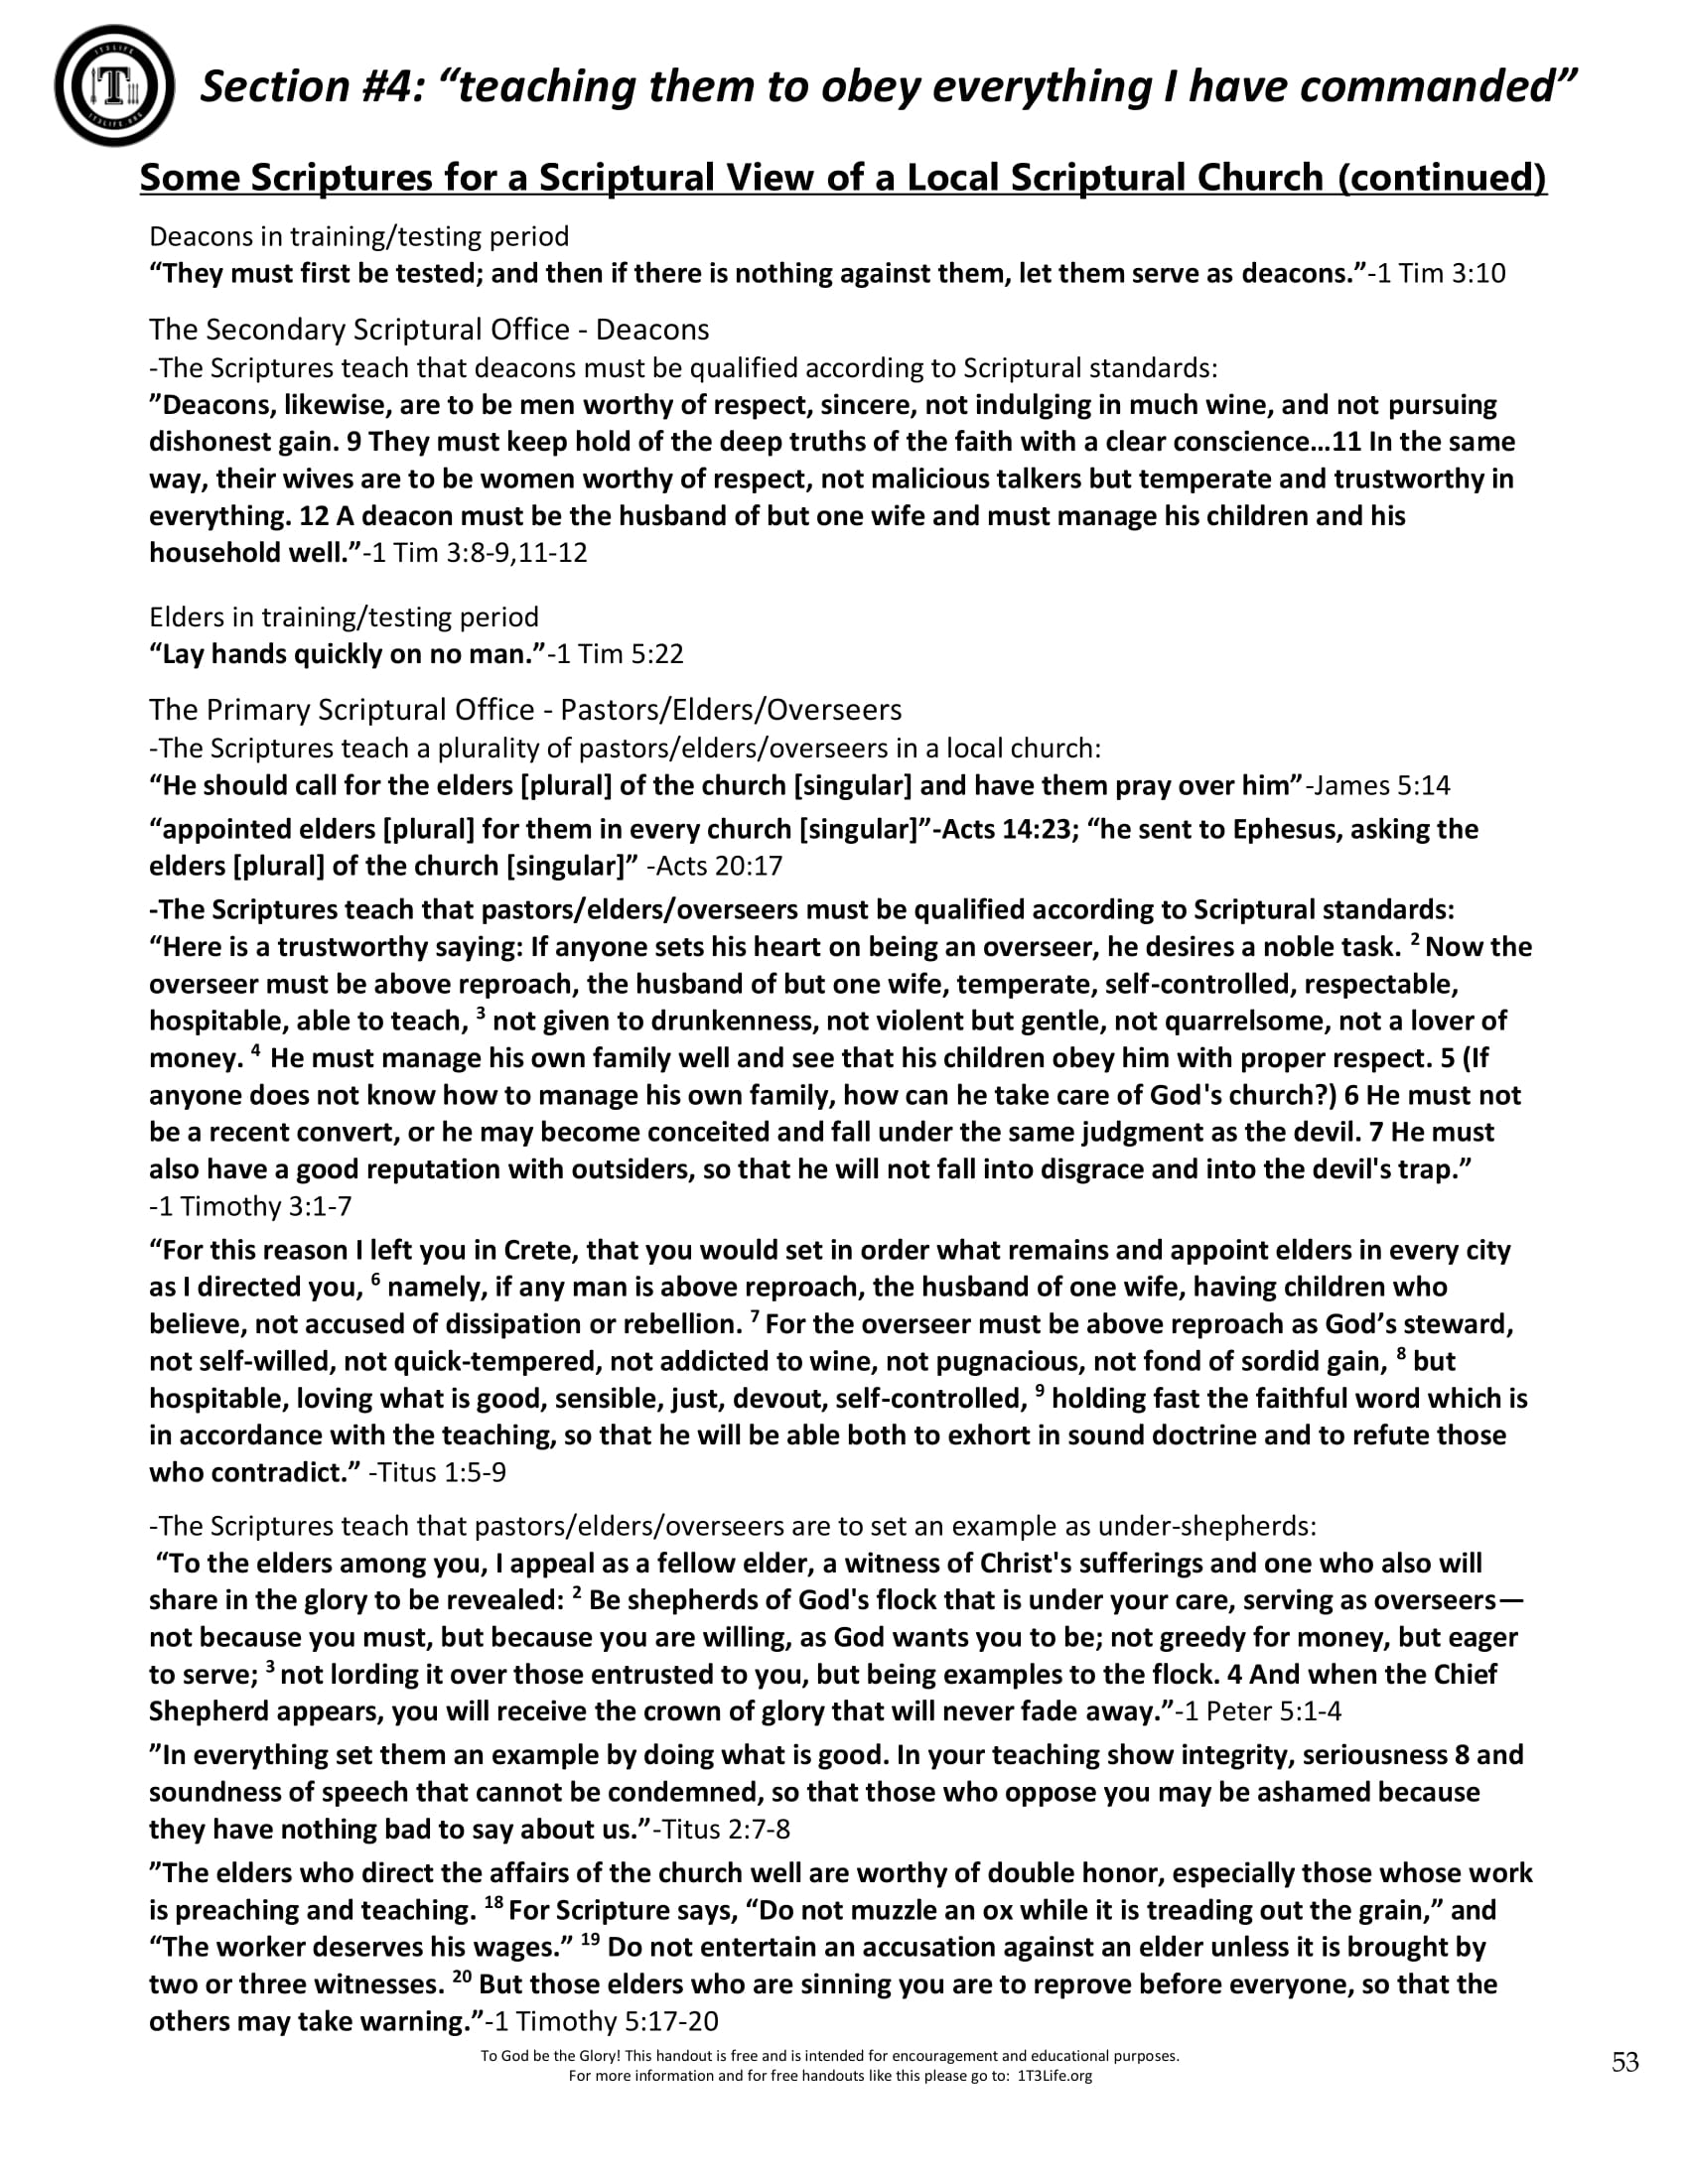 1T3LIFE
T
1T3LIFE.ORG
Section #4: “teaching them to obey everything I have commanded”
Some Scriptures for a Scriptural View of a Local Scriptural Church (continued)
Deacons in training/testing period
“They must first be tested; and then if there is nothing against them, let them serve as deacons.”-1 Tim 3:10
The Secondary Scriptural Office - Deacons
-The Scriptures teach that deacons must be qualified according to Scriptural standards:
”Deacons, likewise, are to be men worthy of respect, sincere, not indulging in much wine, and not pursuing
dishonest gain. 9 They must keep hold of the deep truths of the faith with a clear conscience…11 In the same
way, their wives are to be women worthy of respect, not malicious talkers but temperate and trustworthy in
everything. 12 A deacon must be the husband of but one wife and must manage his children and his
household well.”-1 Tim 3:8-9,11-12
Elders in training/testing period
“Lay hands quickly on no man.”-1 Tim 5:22
The Primary Scriptural Office - Pastors/Elders/Overseers
-The Scriptures teach a plurality of pastors/elders/overseers in a local church:
“He should call for the elders [plural] of the church [singular] and have them pray over him”-James 5:14
“appointed elders [plural] for them in every church [singular]”-Acts 14:23; “he sent to Ephesus, asking the
elders [plural] of the church [singular]” -Acts 20:17
-The Scriptures teach that pastors/elders/overseers must be qualified according to Scriptural standards:
“Here is a trustworthy saying: If anyone sets his heart on being an overseer, he desires a noble task. 2 Now the
overseer must be above reproach, the husband of but one wife, temperate, self-controlled, respectable,
hospitable, able to teach, 3 not given to drunkenness, not violent but gentle, not quarrelsome, not a lover of
money. 4 He must manage his own family well and see that his children obey him with proper respect. 5 (If
anyone does not know how to manage his own family, how can he take care of God's church?) 6 He must not
be a recent convert, or he may become conceited and fall under the same judgment as the devil. 7 He must
also have a good reputation with outsiders, so that he will not fall into disgrace and into the devil's trap.”
-1 Timothy 3:1-7
“For this reason I left you in Crete, that you would set in order what remains and appoint elders in every city
as I directed you, 6 namely, if any man is above reproach, the husband of one wife, having children who
believe, not accused of dissipation or rebellion. 7 For the overseer must be above reproach as God’s steward,
not self-willed, not quick-tempered, not addicted to wine, not pugnacious, not fond of sordid gain, 8 but
hospitable, loving what is good, sensible, just, devout, self-controlled, 9 holding fast the faithful word which is
in accordance with the teaching, so that he will be able both to exhort in sound doctrine and to refute those
who contradict.” -Titus 1:5-9
-The Scriptures teach that pastors/elders/overseers are to set an example as under-shepherds:
“To the elders among you, I appeal as a fellow elder, a witness of Christ's sufferings and one who also will
share in the glory to be revealed: 2 Be shepherds of God's flock that is under your care, serving as overseers—
not because you must, but because you are willing, as God wants you to be; not greedy for money, but eager
to serve; 3 not lording it over those entrusted to you, but being examples to the flock. 4 And when the Chief
Shepherd appears, you will receive the crown of glory that will never fade away.”-1 Peter 5:1-4
”In everything set them an example by doing what is good. In your teaching show integrity, seriousness 8 and
soundness of speech that cannot be condemned, so that those who oppose you may be ashamed because
they have nothing bad to say about us.”-Titus 2:7-8
”The elders who direct the affairs of the church well are worthy of double honor, especially those whose work
is preaching and teaching. 18 For Scripture says, “Do not muzzle an ox while it is treading out the grain,” and
“The worker deserves his wages.” 19 Do not entertain an accusation against an elder unless it is brought by
two or three witnesses. 20 But those elders who are sinning you are to reprove before everyone, so that the
others may take warning.”-1 Timothy 5:17-20
To God be the Glory! This handout is free and is intended for encouragement and educational purposes.
For more information and for free handouts like this please go to: 1T3Life.org
53